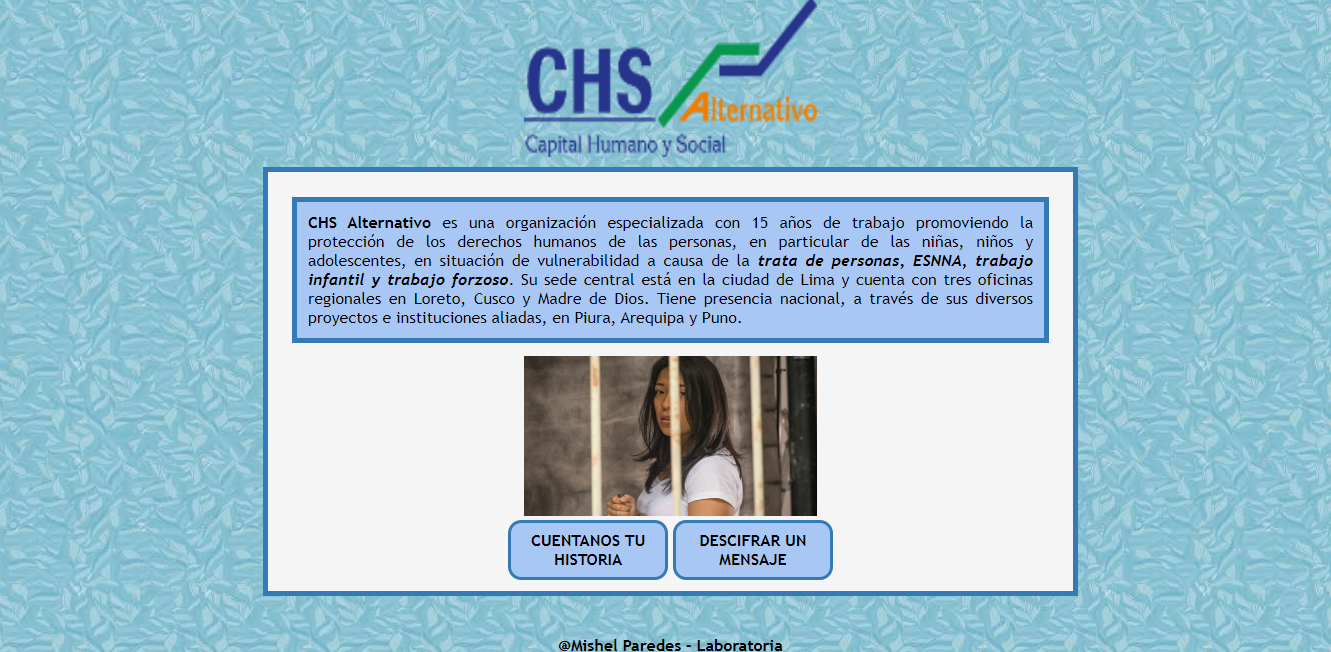 CHS
Alternativo
Capital Humano y Social
CHS Alternativo es una organización especializada con 15 años de trabajo promoviendo la
protección de los derechos humanos de las personas, en particular de las niñas, niños y
adolescentes, en situación de vulnerabilidad a causa de la trata de personas, ESNNA, trabajo
infantil y trabajo forzoso. Su sede central está en la ciudad de Lima y cuenta con tres oficinas
regionales en Loreto, Cusco y Madre de Dios. Tiene presencia nacional, a través de sus diversos
proyectos e instituciones aliadas, en Piura, Arequipa y Puno.
CUENTANOS TU
HISTORIA
DESCIFRAR UN
MENSAJE
@Mishel Paredes - Laboratoria